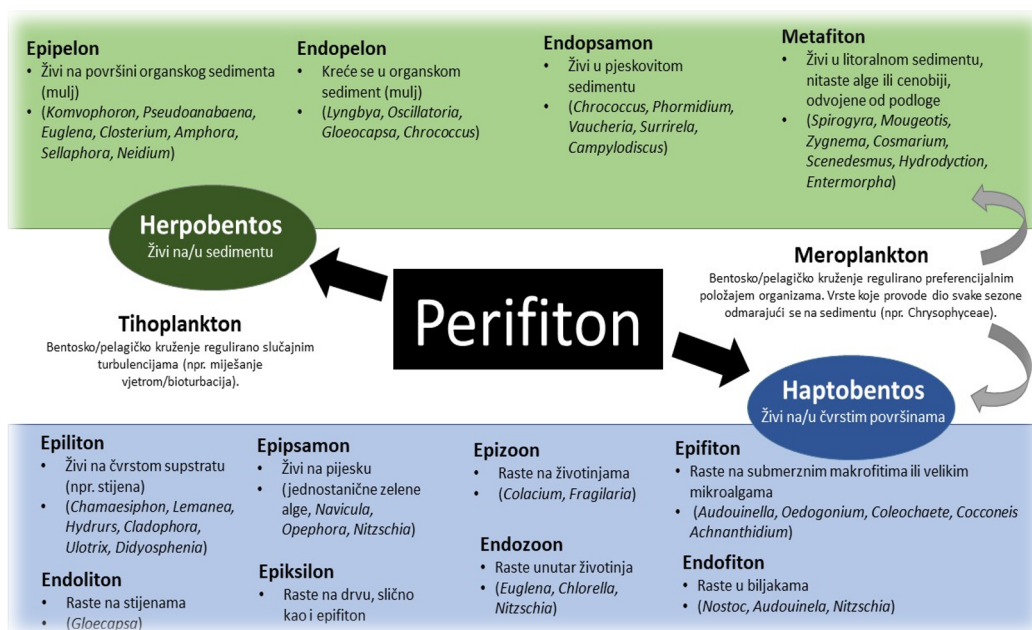 Epipelon
• Živi na površini organskog sedimenta
(mulj)
• (Komvophoron, Pseudoanabaena,
Euglena, Closterium, Amphora,
Sellaphora, Neidium)
Endopelon
• Kreće se u organskom
sediment (mulj)
• (Lyngbya, Oscillatoria,
Gloeocapsa, Chrococcus)
Endopsamon
• Živi u pjeskovitom
sedimentu
• (Chrococcus, Phormidium,
Vaucheria, Surrirela,
Campylodiscus)
Metafiton
• Živi u litoralnom sedimentu,
nitaste alge ili cenobiji,
odvojene od podloge
• (Spirogyra, Mougeotis,
Zygnema, Cosmarium,
Scenedesmus, Hydrodyction,
Entermorpha)
Herpobentos
Živi na/u sedimentu
Meroplankton
Bentosko/pelagičko kruženje regulirano preferencijalnim
položajem organizama. Vrste koje provode dio svake sezone
odmarajući se na sedimentu (npr. Chrysophyceae).
Perifiton
Tihoplankton
Bentosko/pelagičko kruženje regulirano slučajnim
turbulencijama (npr. miješanje
vjetrom/bioturbacija).
Haptobentos
Živi na/u čvrstim površinama
Epiliton
• Živi na čvrstom supstratu
(npr. stijena)
• (Chamaesiphon, Lemanea,
Hydrurs, Cladophora,
Ulotrix, Didyosphenia)
Endoliton
• Raste na stijenama
• (Gloecapsa)
Epipsamon
• Živi na pijesku
• (jednostanične zelene
alge, Navicula,
Opephora, Nitzschia)
Epiksilon
• Raste na drvu, slično
kao i epifiton
Epizoon
• Raste na životinjama
• (Colacium, Fragilaria)
Endozoon
• Raste unutar životinja
• (Euglena, Chlorella,
Nitzschia)
Epifiton
• Raste na submerznim makrofitima ili velikim
mikroalgama
• (Audouinella, Oedogonium, Coleochaete, Cocconeis
Achnanthidium)
Endofiton
• Raste u biljakama
• (Nostoc, Audouinela, Nitzschia)